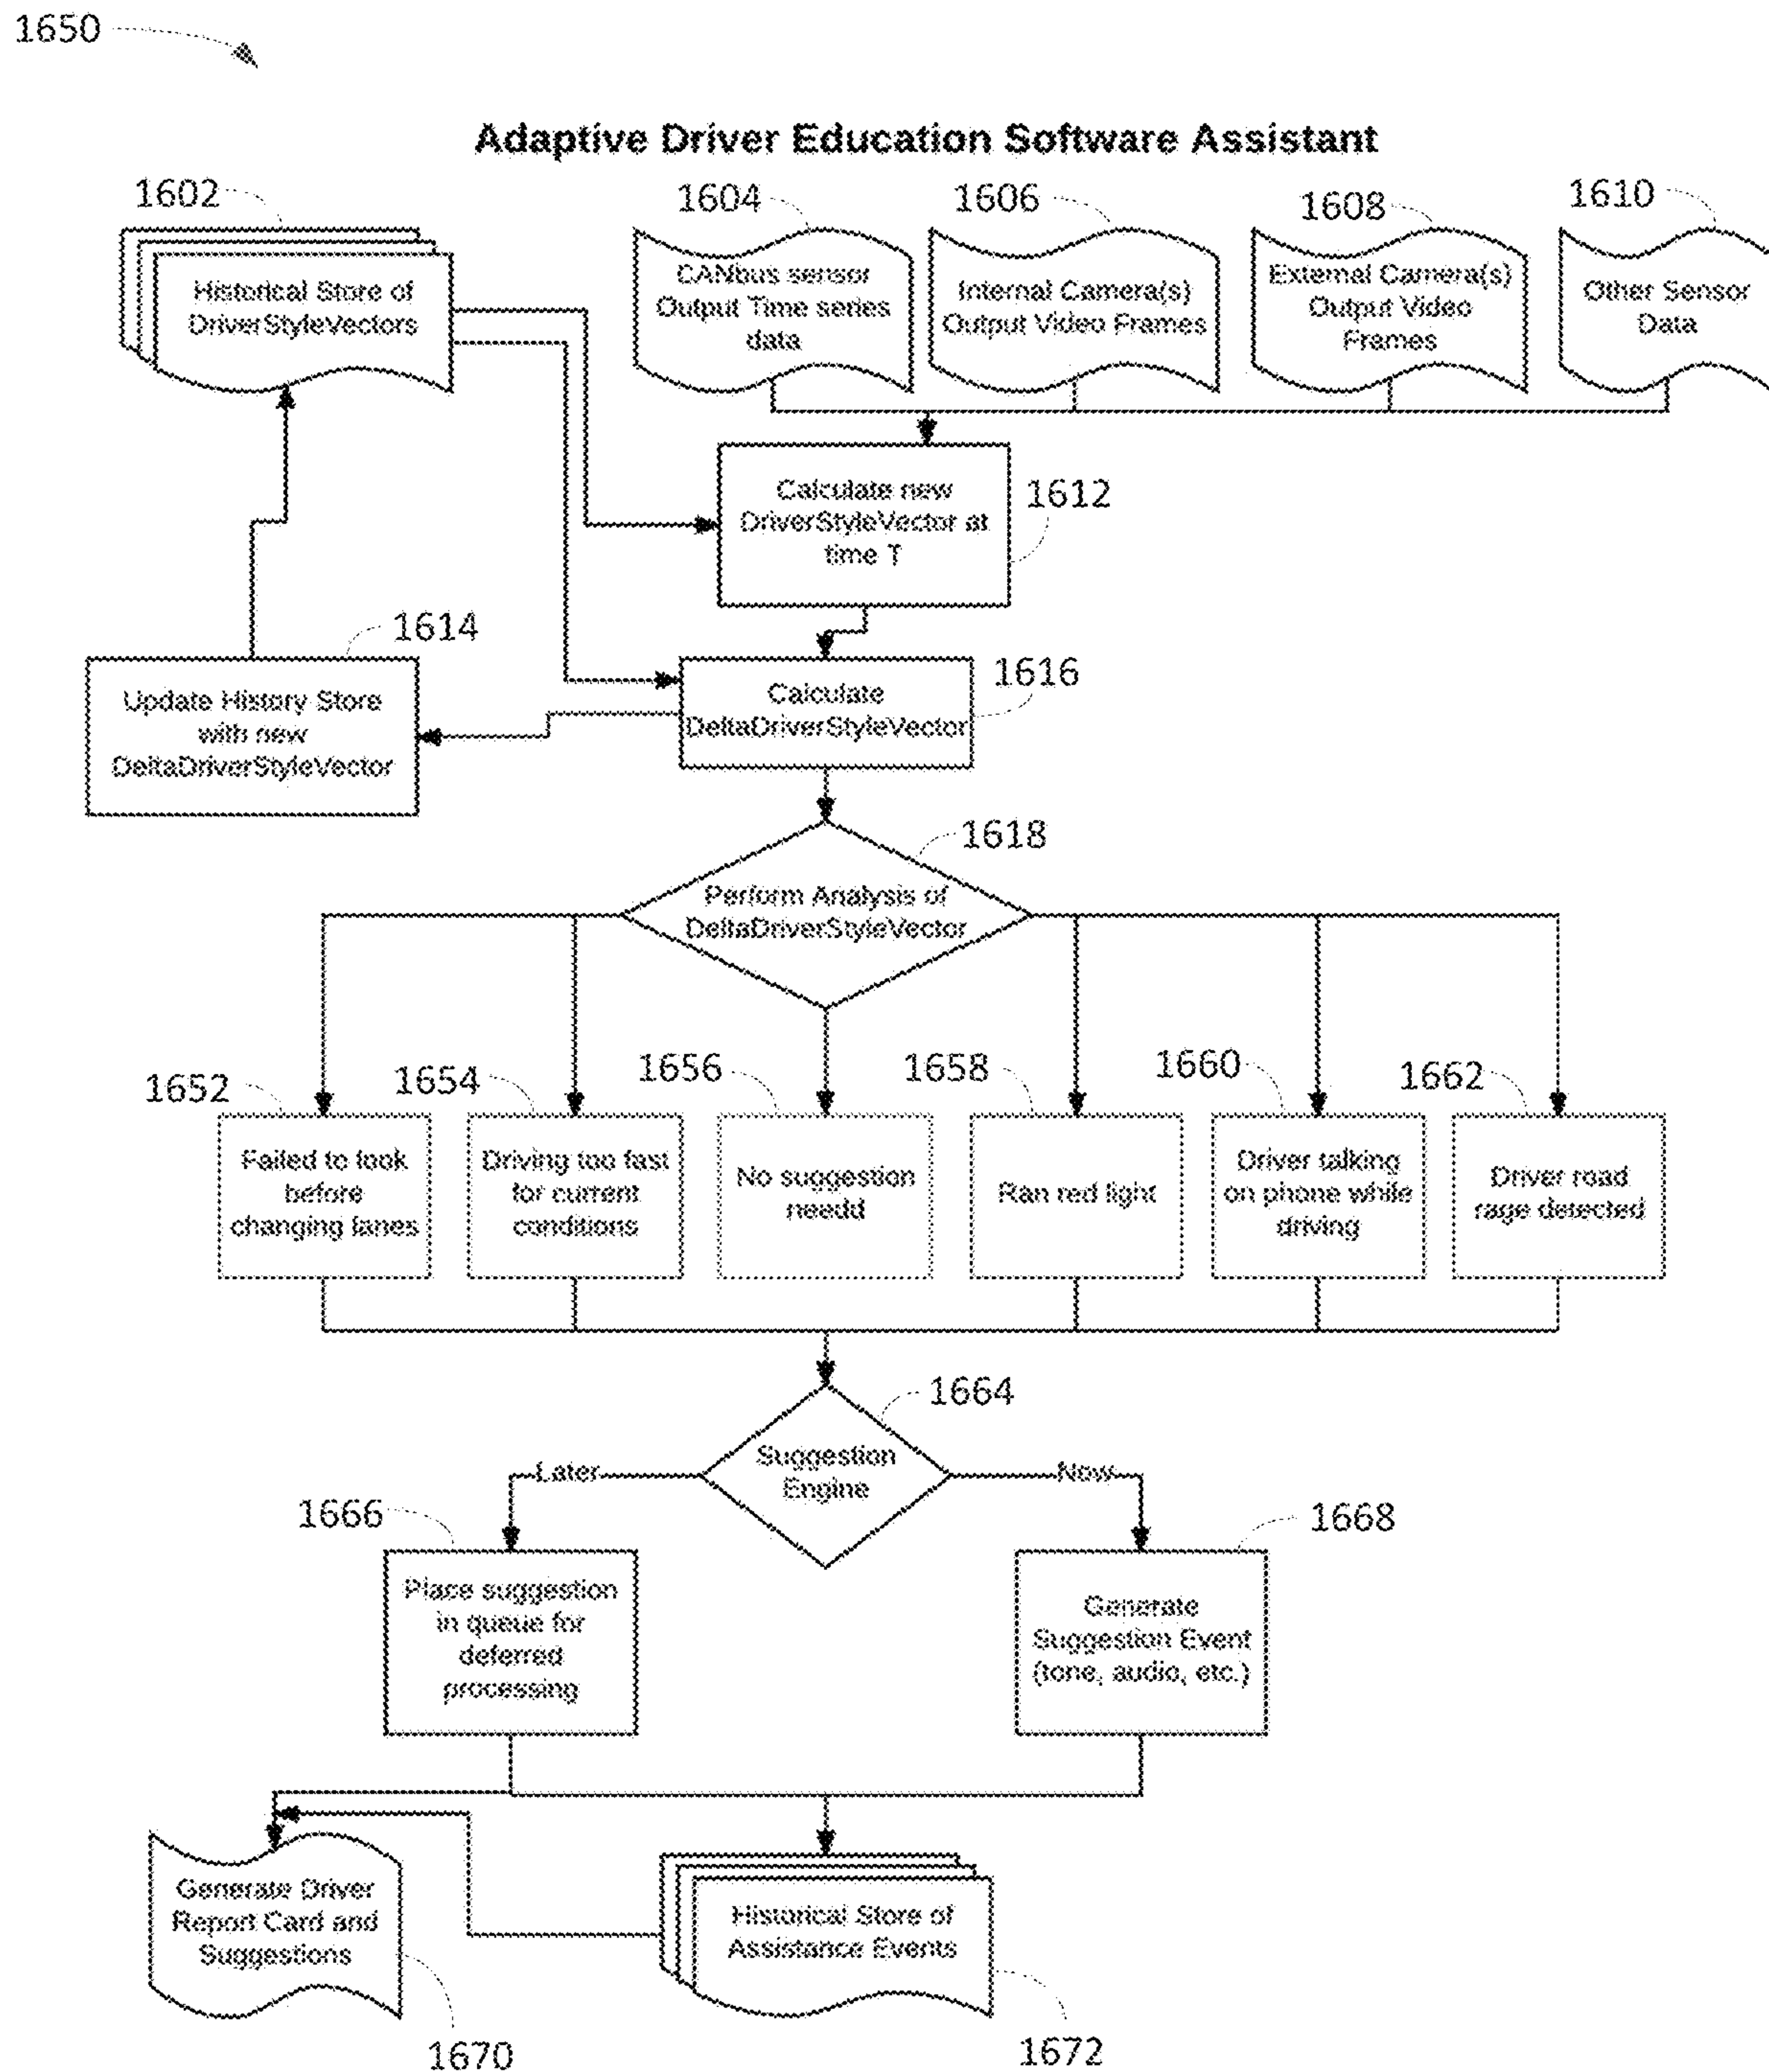 1650
Adaptive Driver Education Software Assistant
1602
1604
1606
1608
1610
Historical Store of
DriverStyleVectors
CANbus sensor
Output Time series
data
Internal Camera(s)
Output Video Frames
External Camera(s)
Output Video
Frames
Other Sensor
Data
Calculate new
DriverStyleVector at
time T
1612
1614
Update History Store
with new
DeltaDriverStyleVector
Calculate
DeltaDriverStyleVector
1616
1618
Perform Analysis of
DeltaDriverStyleVector
1652
1654
1656
1658
1660
1662
Failed to look
before
changing lanes
Driving too fast
for current
conditions
No suggestion
needd
Ran red light
Driver talking
on phone while
driving
Driver road
rage detected
1664
Suggestion
Engine
Later
Now
1666
1668
Place suggestion
in queue for
deferred
processing
Generate
Suggestion Event
(tone, audio, etc.)
Generate Driver
Report Card and
Suggestions
Historical Store of
Assistance Events
1670
1672